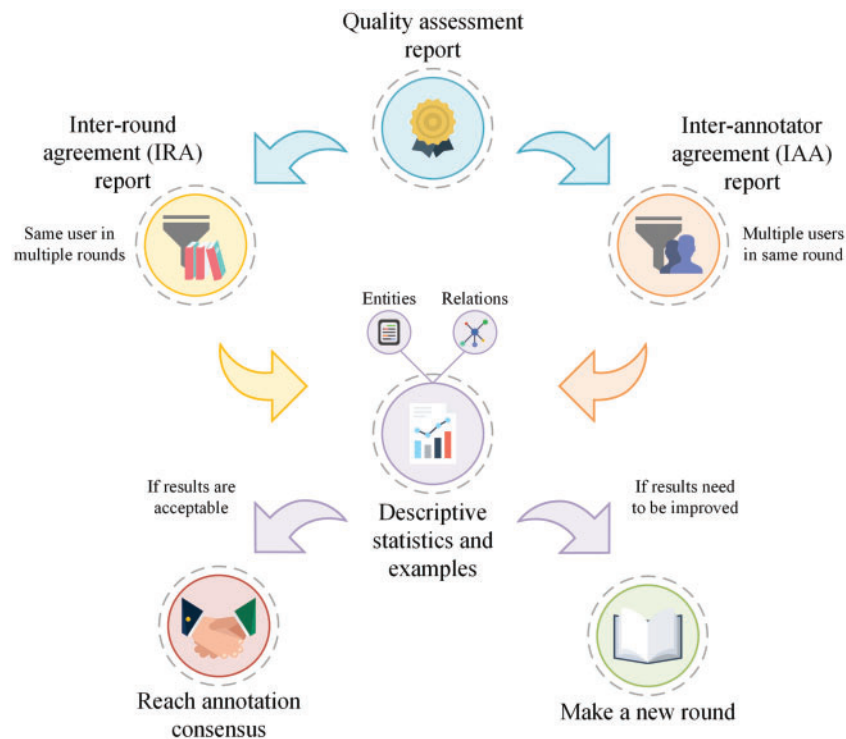 Quality assessment
report
Inter-round
agreement (IRA)
report
Inter-annotator
agreement (IAA)
report
Same user in
multiple rounds
Multiple users
in same round
Entities
Relations
If results are
acceptable
If results need
to be improved
Descriptive
statistics and
examples
Reach annotation
consensus
Make a new round